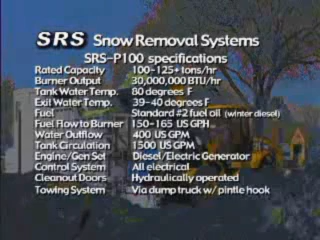 SRS Snow Removal Systems
SRS-P100 specifications
Rated Capacity 100-125+ tons/hr
Burner Output 30,000,000 BTU/hr
Tank Water Temp. 80 degrees F
Exit Water Temp. 39-40 degrees F
Fuel Standard #2 fuel oil (winter diesel)
Fuel Flow to Burner 150-165 US GPH
Water Outflow 400 US GPM
Tank Circulation 1500 US GPM
Engine/Gen Set Diesel/Electric Generator
Control System All electrical
Cleanout Doors Hydraulically operated
Towing System Via dump truck w/ pintle hook